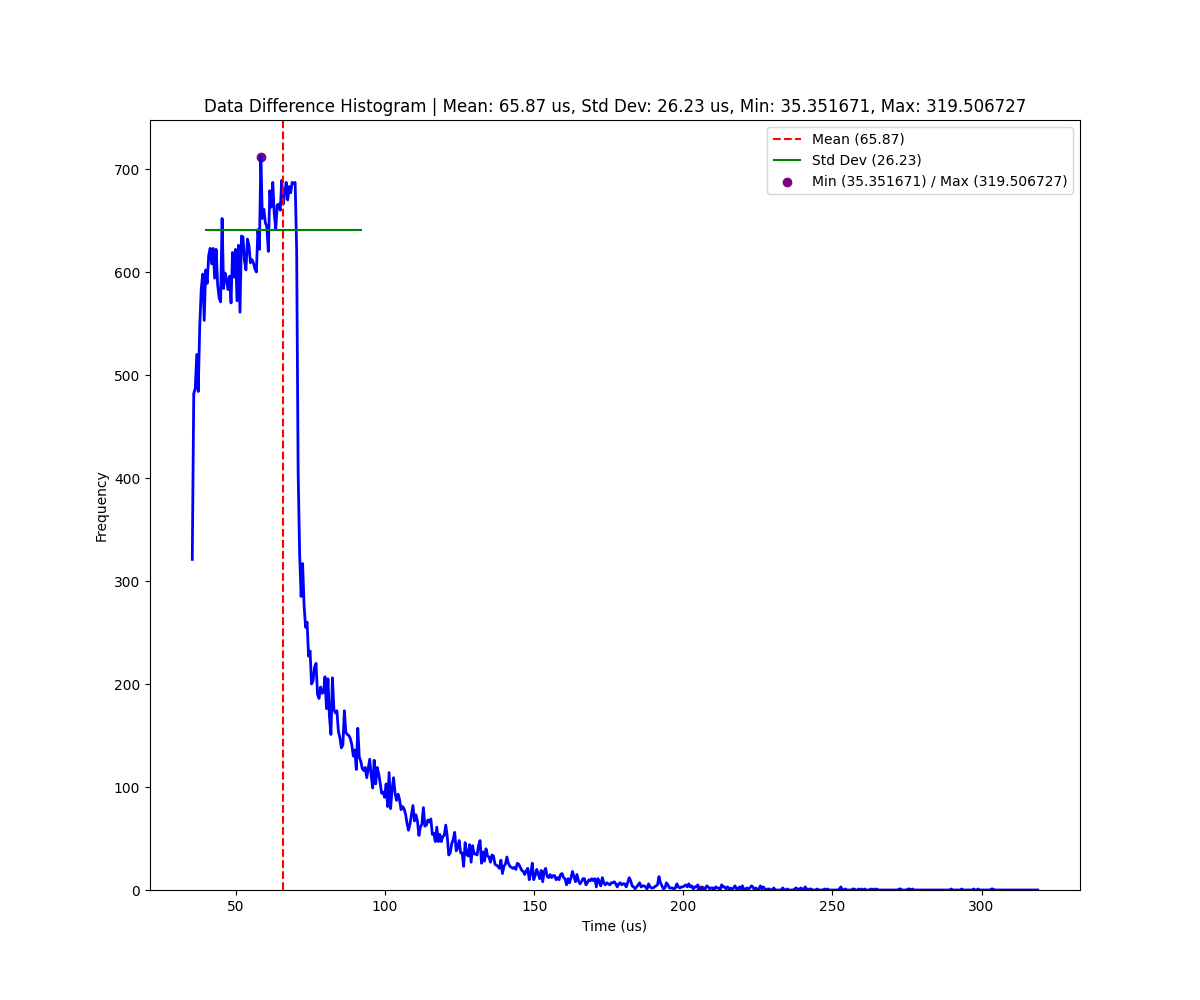 Data Difference Histogram | Mean: 65.87 us, Std Dev: 26.23 us, Min: 35.351671, Max: 319.506727
Mean (65.87)
Std Dev (26.23)
Min (35.351671) / Max (319.506727)
Frequency
700
600
500
400
300
200
100
0
50
100
150
200
250
300
Time (us)